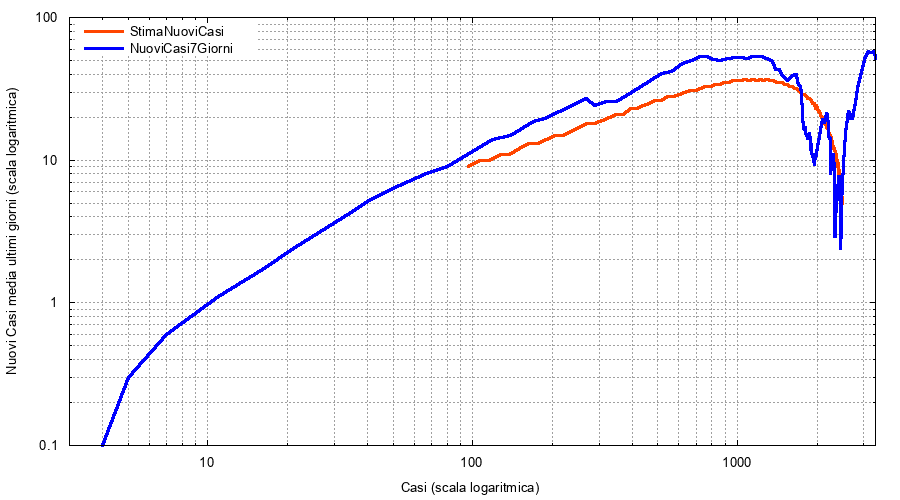 100
StimaNuoviCasi
NuoviCasi7Giorni
10
1
0.1
Nuovi Casi media ultimi giorni (scala logaritmica)
10
100
1000
Casi (scala logaritmica)